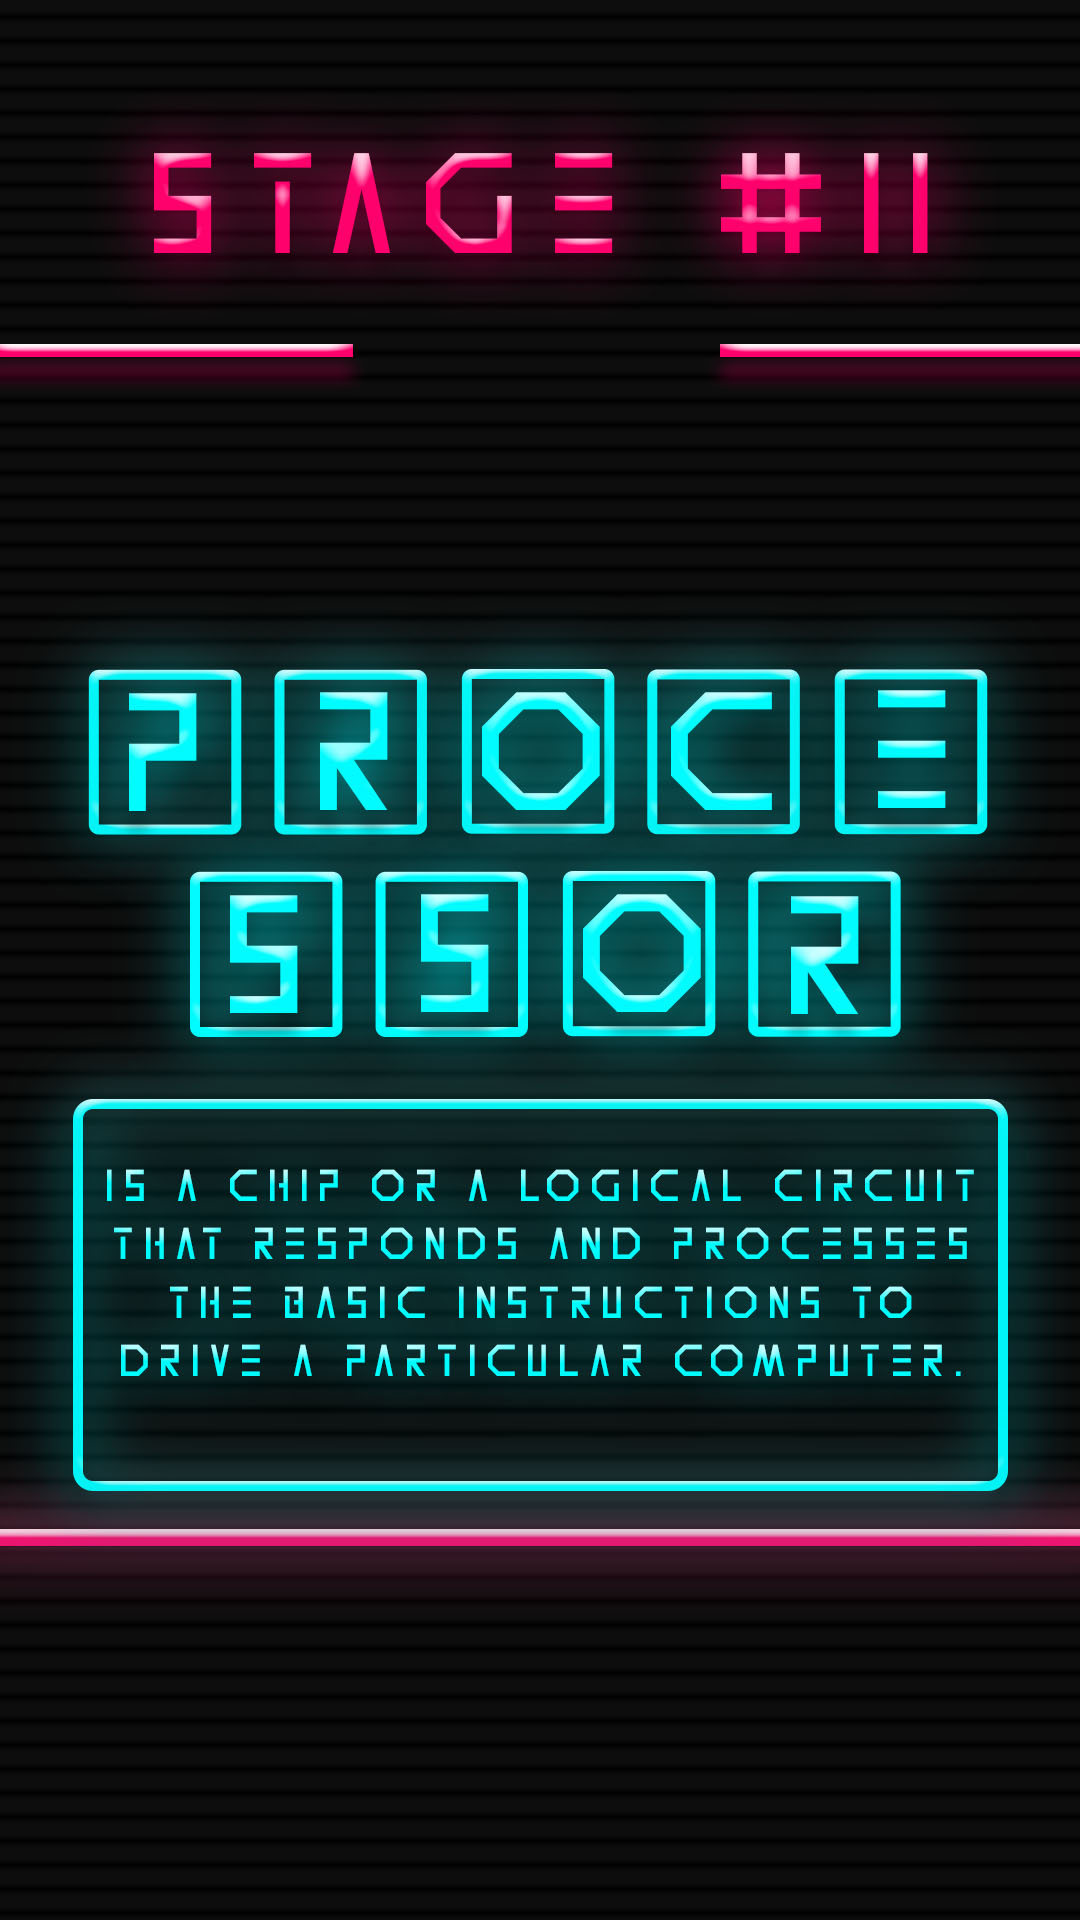 STAGE #11
PROCE
SSOR
IS A CHIP OR A LOGICAL CIRCUIT
THAT RESPONDS AND PROCESSES
THE BASIC INSTRUCTIONS TO
DRIVE A PARTICULAR COMPUTER.